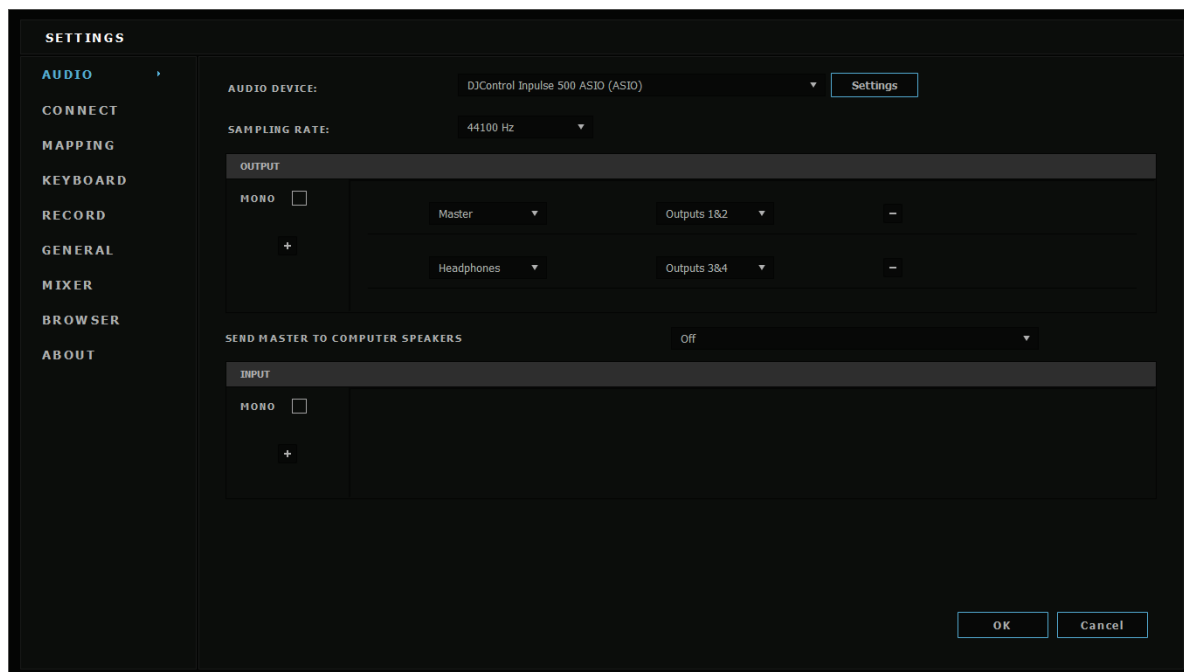 SETTINGS
AUDIO
CONNECT
MAPPING
KEYBOARD
RECORD
GENERAL
MIXER
BROWSER
ABOUT
AUDIO DEVICE: DJControl Inpulse 500 ASIO (ASIO) Settings
SAMPLING RATE: 44100 Hz
OUTPUT
MONO
Master Outputs 1&2 −
+
Headphones Outputs 3&4 −
SEND MASTER TO COMPUTER SPEAKERS Off
INPUT
MONO
+
OK Cancel